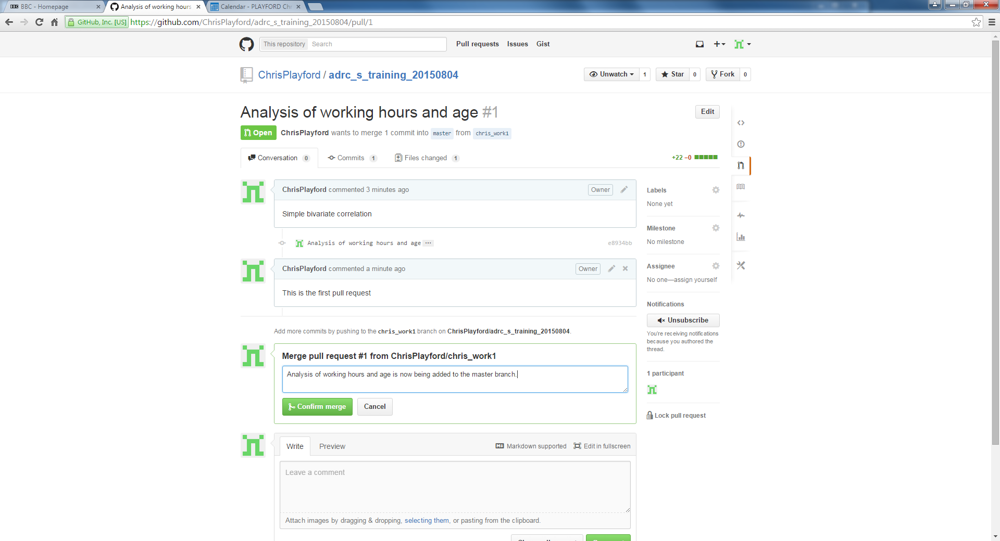 BBC BBC - Homepage
Analysis of working hours
Calendar - PLAYFORD Chr
GitHub, Inc. [US] https://github.com/ChrisPlayford/adrc_s_training_20150804/pull/1
This repository Search Pull requests Issues Gist
ChrisPlayford / adrc_s_training_20150804 Unwatch 1 Star 0 Fork 0
Analysis of working hours and age #1 Edit
Open ChrisPlayford wants to merge 1 commit into master from chris_work1
Conversation 0 Commits 1 Files changed 1 +22 −0
ChrisPlayford commented 3 minutes ago Owner
Simple bivariate correlation
Analysis of working hours and age ... e8934bb
ChrisPlayford commented a minute ago Owner
This is the first pull request
Add more commits by pushing to the chris_work1 branch on ChrisPlayford/adrc_s_training_20150804.
Merge pull request #1 from ChrisPlayford/chris_work1
Analysis of working hours and age is now being added to the master branch.
Confirm merge Cancel
Write Preview Markdown supported Edit in fullscreen
Leave a comment
Attach images by dragging & dropping, selecting them, or pasting from the clipboard.
Labels
None yet
Milestone
No milestone
Assignee
No one—assign yourself
Notifications
Unsubscribe
You're receiving notifications
because you authored the
thread.
1 participant
Lock pull request